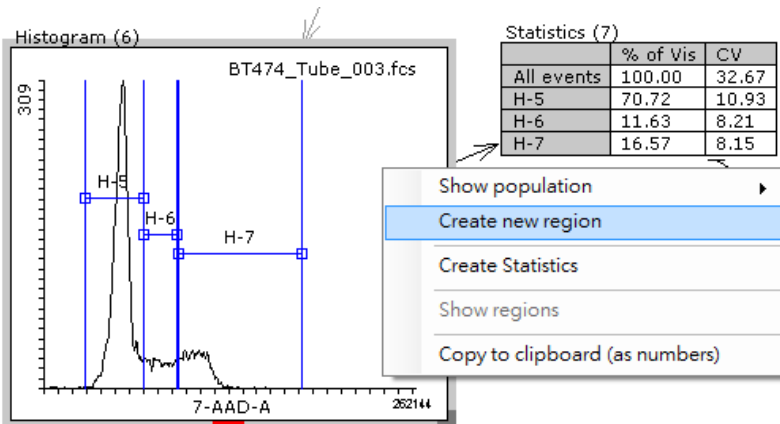 Histogram (6)
BT474_Tube_003.fcs
309
H-5
H-6
H-7
7-AAD-A
262144
Statistics (7)
% of Vis CV
All events 100.00 32.67
H-5 70.72 10.93
H-6 11.63 8.21
H-7 16.57 8.15
Show population
Create new region
Create Statistics
Show regions
Copy to clipboard (as numbers)